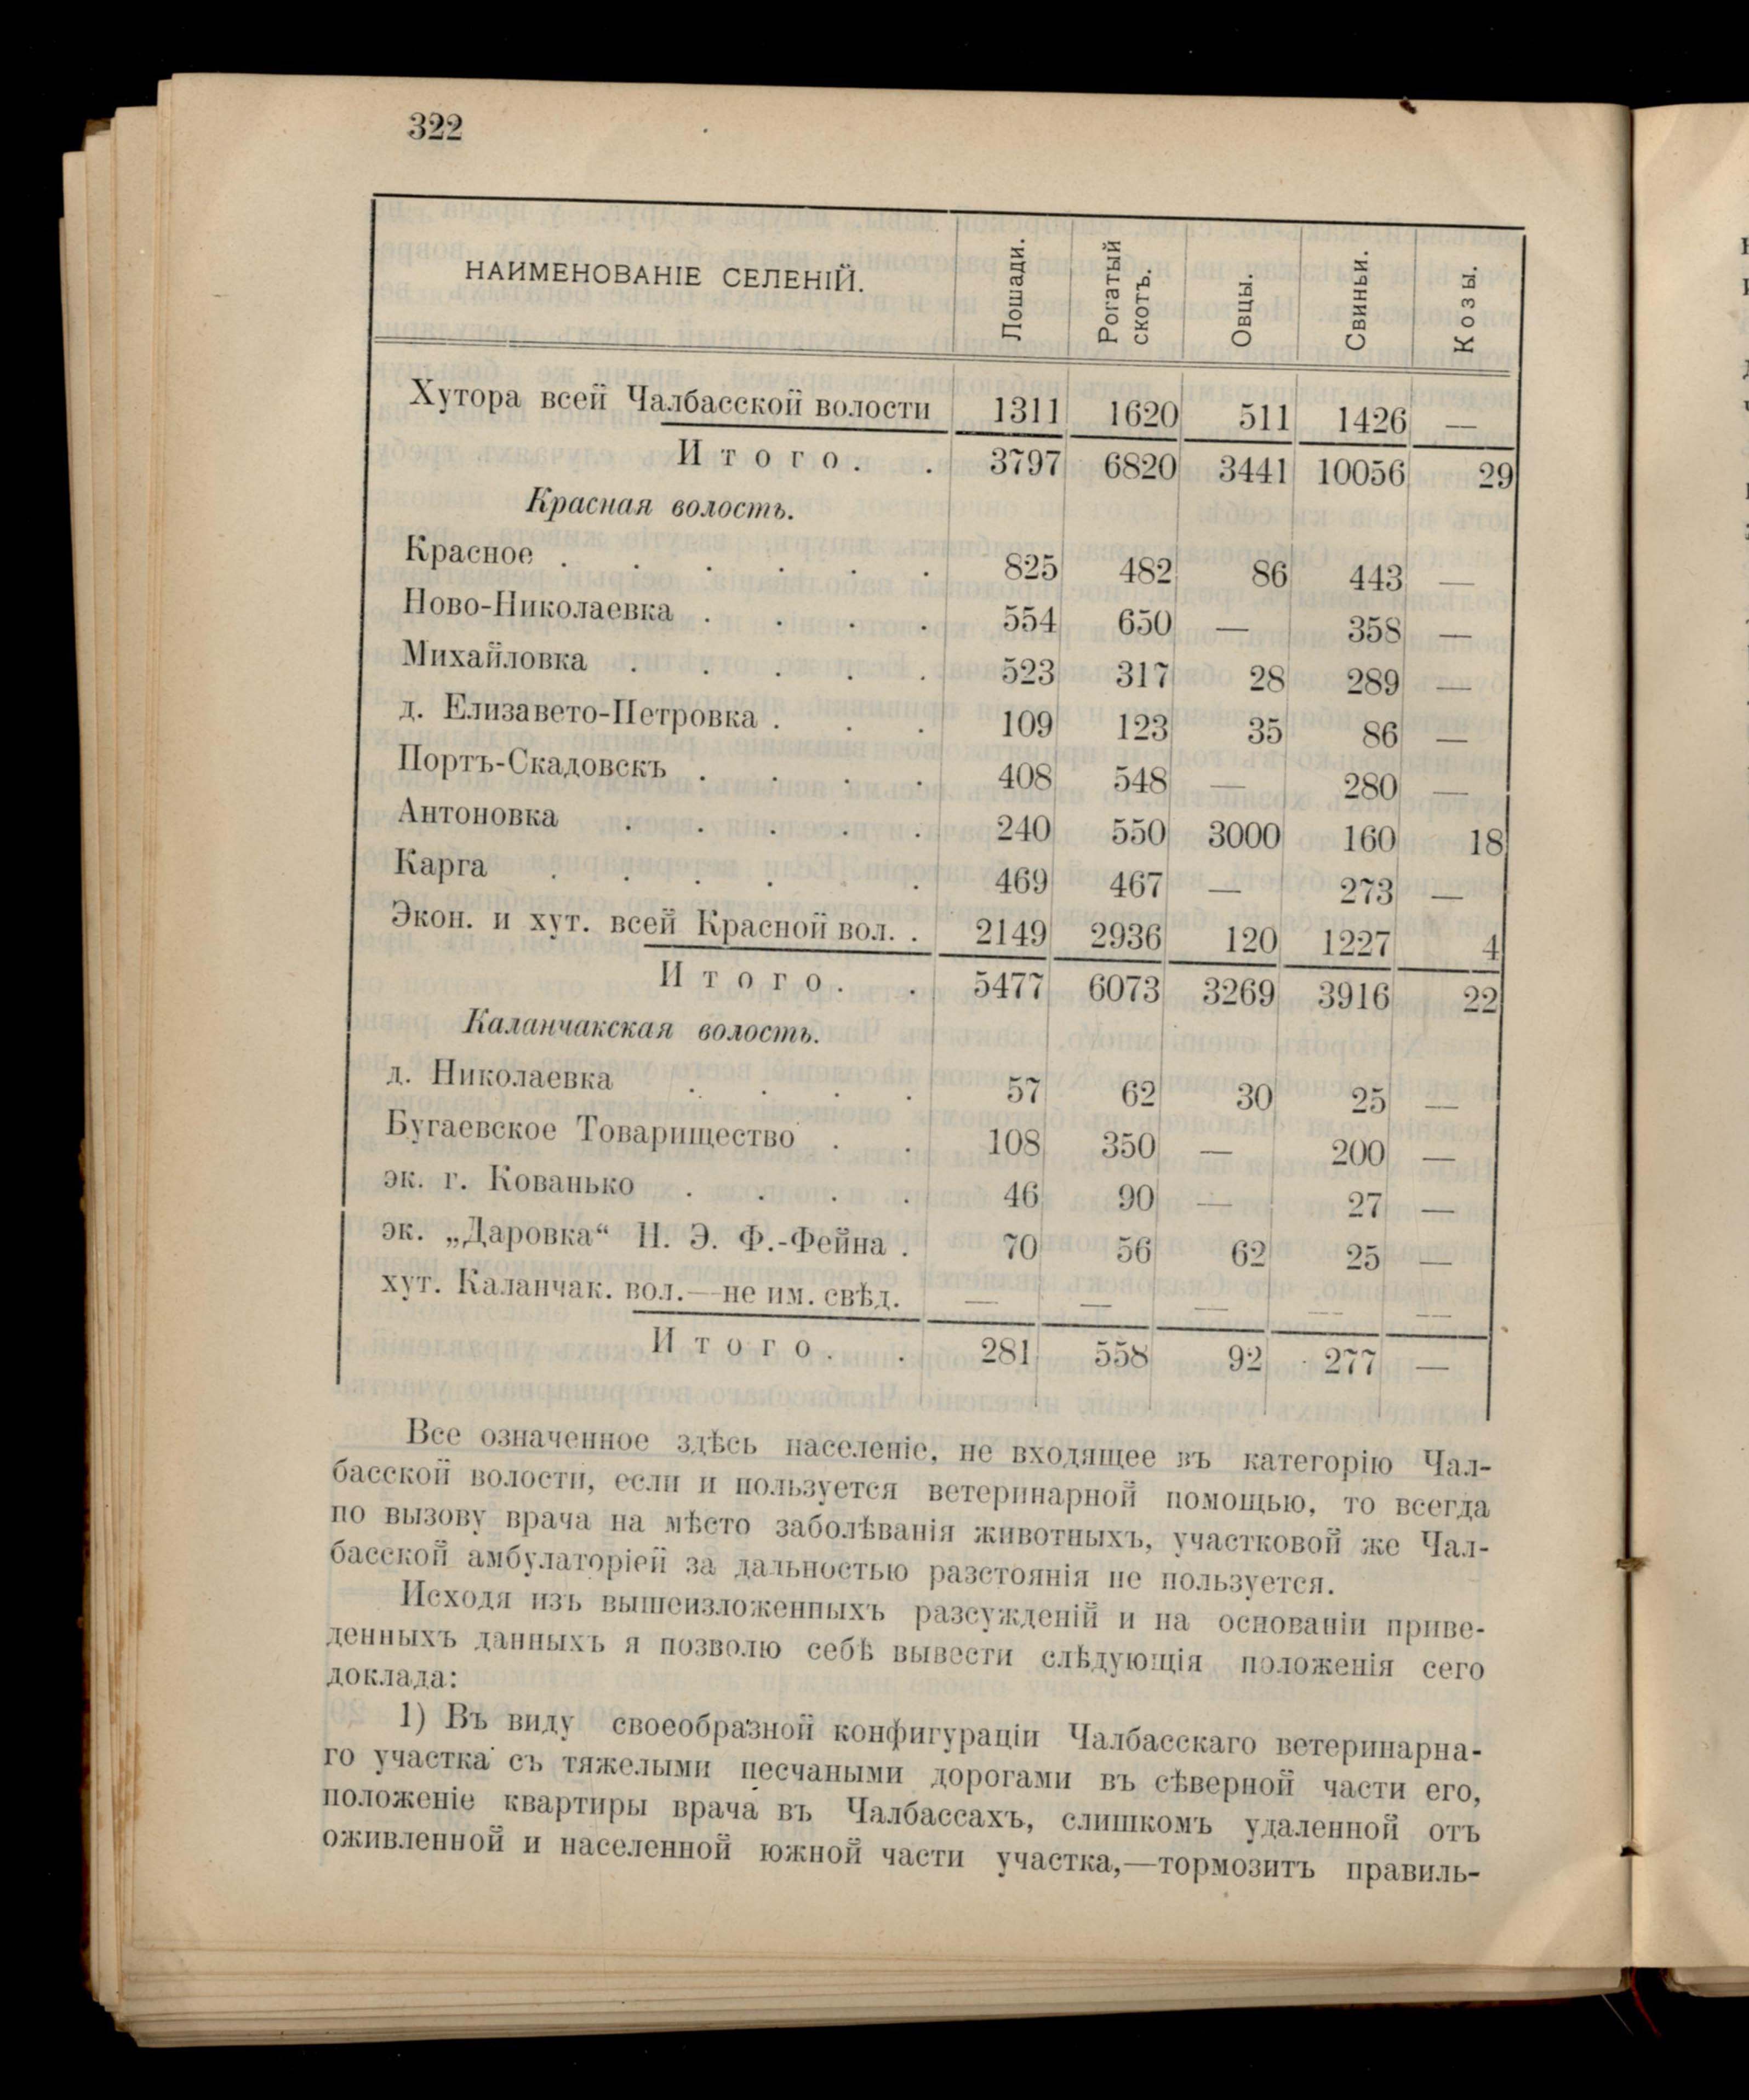 322
НАИМЕНОВАНІЕ СЕЛЕНІЙ. Лошади. Рогатый скотъ. Овцы. Свиньи. Козы.
Хутора всей Чалбасской волости 1311 1620 511 1426 —
Итого. . 3797 6820 3441 10056 29
Красная волость.
Красное . . . . . . 825 482 86 443 —
Ново-Николаевка . . . . 554 650 — 358 —
Михайловка . . . . . 523 317 28 289 —
д. Елизавето-Петровка . . . 109 123 35 86 —
Портъ-Скадовскъ . . . . 408 548 — 280 —
Антоновка . . . . . 240 550 3000 160 18
Карга . . . . . . 469 467 — 273 —
Экон. и хут. всей Красной вол. . 2149 2936 120 1227 4
Итого. . 5477 6073 3269 3916 22
Каланчакская волость.
д. Николаевка . . . . 57 62 30 25 —
Бугаевское Товарищество . . 108 350 — 200 —
эк. г. Кованько . . . . 46 90 — 27 —
эк. „Даровка“ Н. Э. Ф.-Фейна . 70 56 62 25 —
хут. Каланчак. вол.—не им. свѣд. — — — — —
Итого. . 281 558 92 277 —
Все означенное здѣсь населеніе, не входящее въ категорію Чал-
басской волости, если и пользуется ветеринарной помощью, то всегда
по вызову врача на мѣсто заболѣванія животныхъ, участковой же Чал-
басской амбулаторіей за дальностью разстоянія не пользуется.
Исходя изъ вышеизложенныхъ разсужденій и на основаніи приве-
денныхъ данныхъ я позволю себѣ вывести слѣдующія положенія сего
доклада:
1) Въ виду своеобразной конфигураціи Чалбасскаго ветеринарна-
го участка съ тяжелыми песчаными дорогами въ сѣверной части его,
положеніе квартиры врача въ Чалбассахъ, слишкомъ удаленной отъ
оживленной и населенной южной части участка,—тормозитъ правиль-